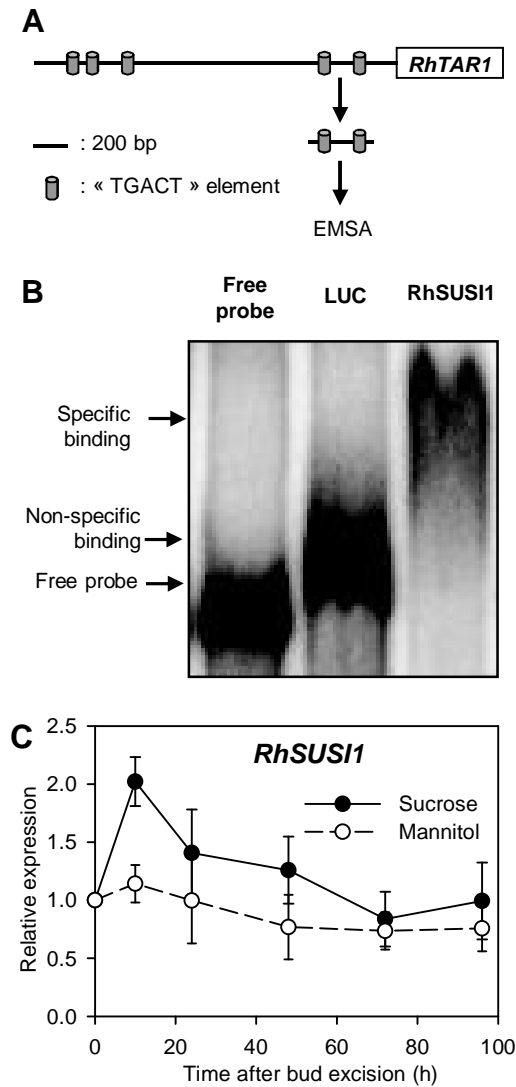 A
RhTAR1
: 200 bp
: « TGACT » element
EMSA
B
Free
probe
LUC
RhSUSI1
Specific
binding
Non-specific
binding
Free probe
C
RhSUSI1
Sucrose
Mannitol
Relative expression
2.5
2.0
1.5
1.0
0.5
0.0
0 20 40 60 80 100
Time after bud excision (h)